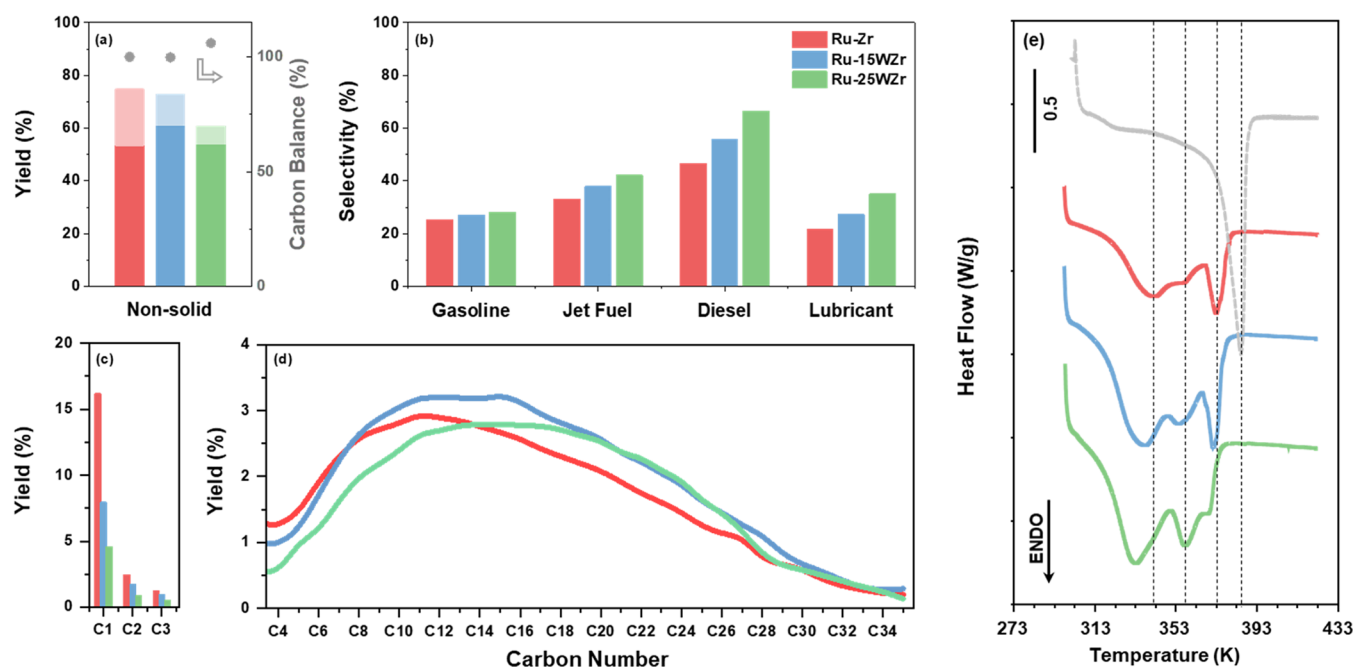 (a)
100
80
60
40
20
0
Yield (%)
100
50
0
Carbon Balance (%)
Non-solid
(b)
Ru-Zr
Ru-15WZr
Ru-25WZr
100
80
60
40
20
0
Selectivity (%)
Gasoline Jet Fuel Diesel Lubricant
(c)
20
15
10
5
0
Yield (%)
C1 C2 C3
(d)
4
3
2
1
0
Yield (%)
C4 C6 C8 C10 C12 C14 C16 C18 C20 C22 C24 C26 C28 C30 C32 C34
Carbon Number
(e)
0.5
Heat Flow (W/g)
ENDO
273 313 353 393 433
Temperature (K)